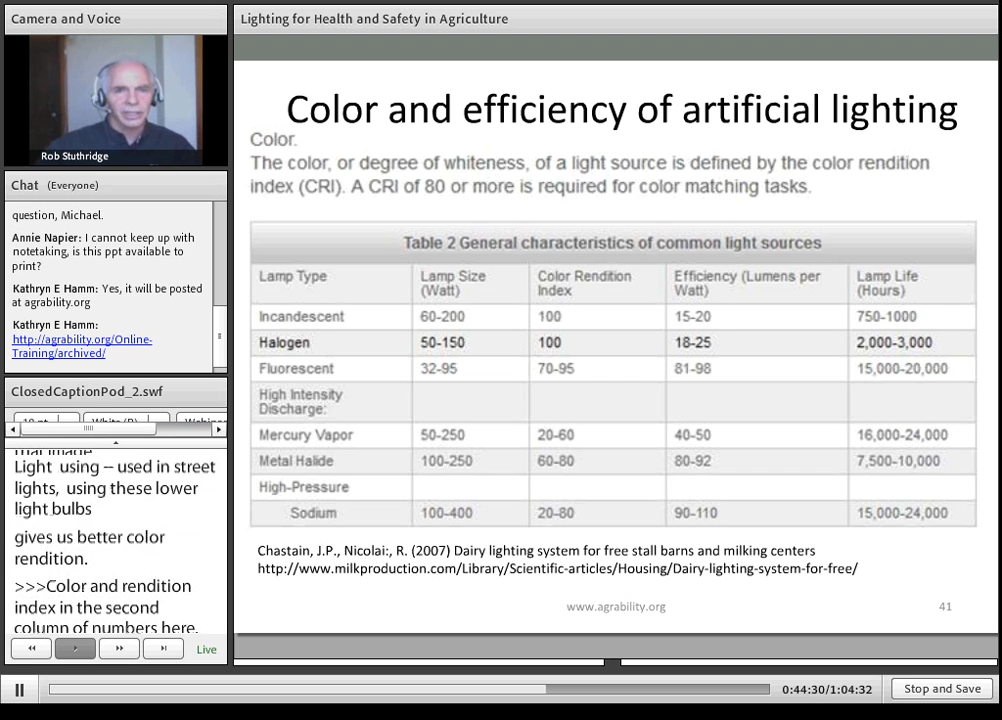 Camera and Voice
Rob Stuthridge
Chat (Everyone)
question, Michael.
Annie Napier: I cannot keep up with
notetaking, is this ppt available to
print?
Kathryn E Hamm: Yes, it will be posted
at agrability.org
Kathryn E Hamm:
http://agrability.org/Online-
Training/archived/
ClosedCaptionPod_2.swf
that image
Light using -- used in street
lights, using these lower
light bulbs
gives us better color
rendition.
>>>Color and rendition
index in the second
column of numbers here.
Live
Lighting for Health and Safety in Agriculture
Color and efficiency of artificial lighting
Color.
The color, or degree of whiteness, of a light source is defined by the color rendition
index (CRI). A CRI of 80 or more is required for color matching tasks.
Table 2 General characteristics of common light sources
Lamp Type Lamp Size (Watt) Color Rendition Index Efficiency (Lumens per Watt) Lamp Life (Hours)
Incandescent 60-200 100 15-20 750-1000
Halogen 50-150 100 18-25 2,000-3,000
Fluorescent 32-95 70-95 81-98 15,000-20,000
High Intensity
Discharge:
Mercury Vapor 50-250 20-60 40-50 16,000-24,000
Metal Halide 100-250 60-80 80-92 7,500-10,000
High-Pressure
Sodium 100-400 20-80 90-110 15,000-24,000
Chastain, J.P., Nicolai:, R. (2007) Dairy lighting system for free stall barns and milking centers
http://www.milkproduction.com/Library/Scientific-articles/Housing/Dairy-lighting-system-for-free/
www.agrability.org 41
0:44:30/1:04:32 Stop and Save